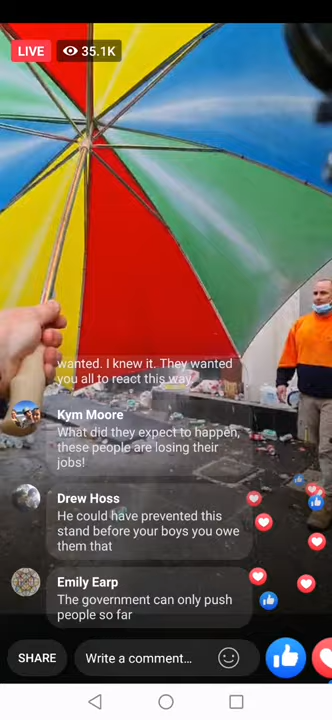 LIVE
35.1K
wanted. I knew it. They wanted
you all to react this way.
Kym Moore
What did they expect to happen,
these people are losing their
jobs!
Drew Hoss
He could have prevented this
stand before your boys you owe
them that
Emily Earp
The government can only push
people so far
SHARE
Write a comment...